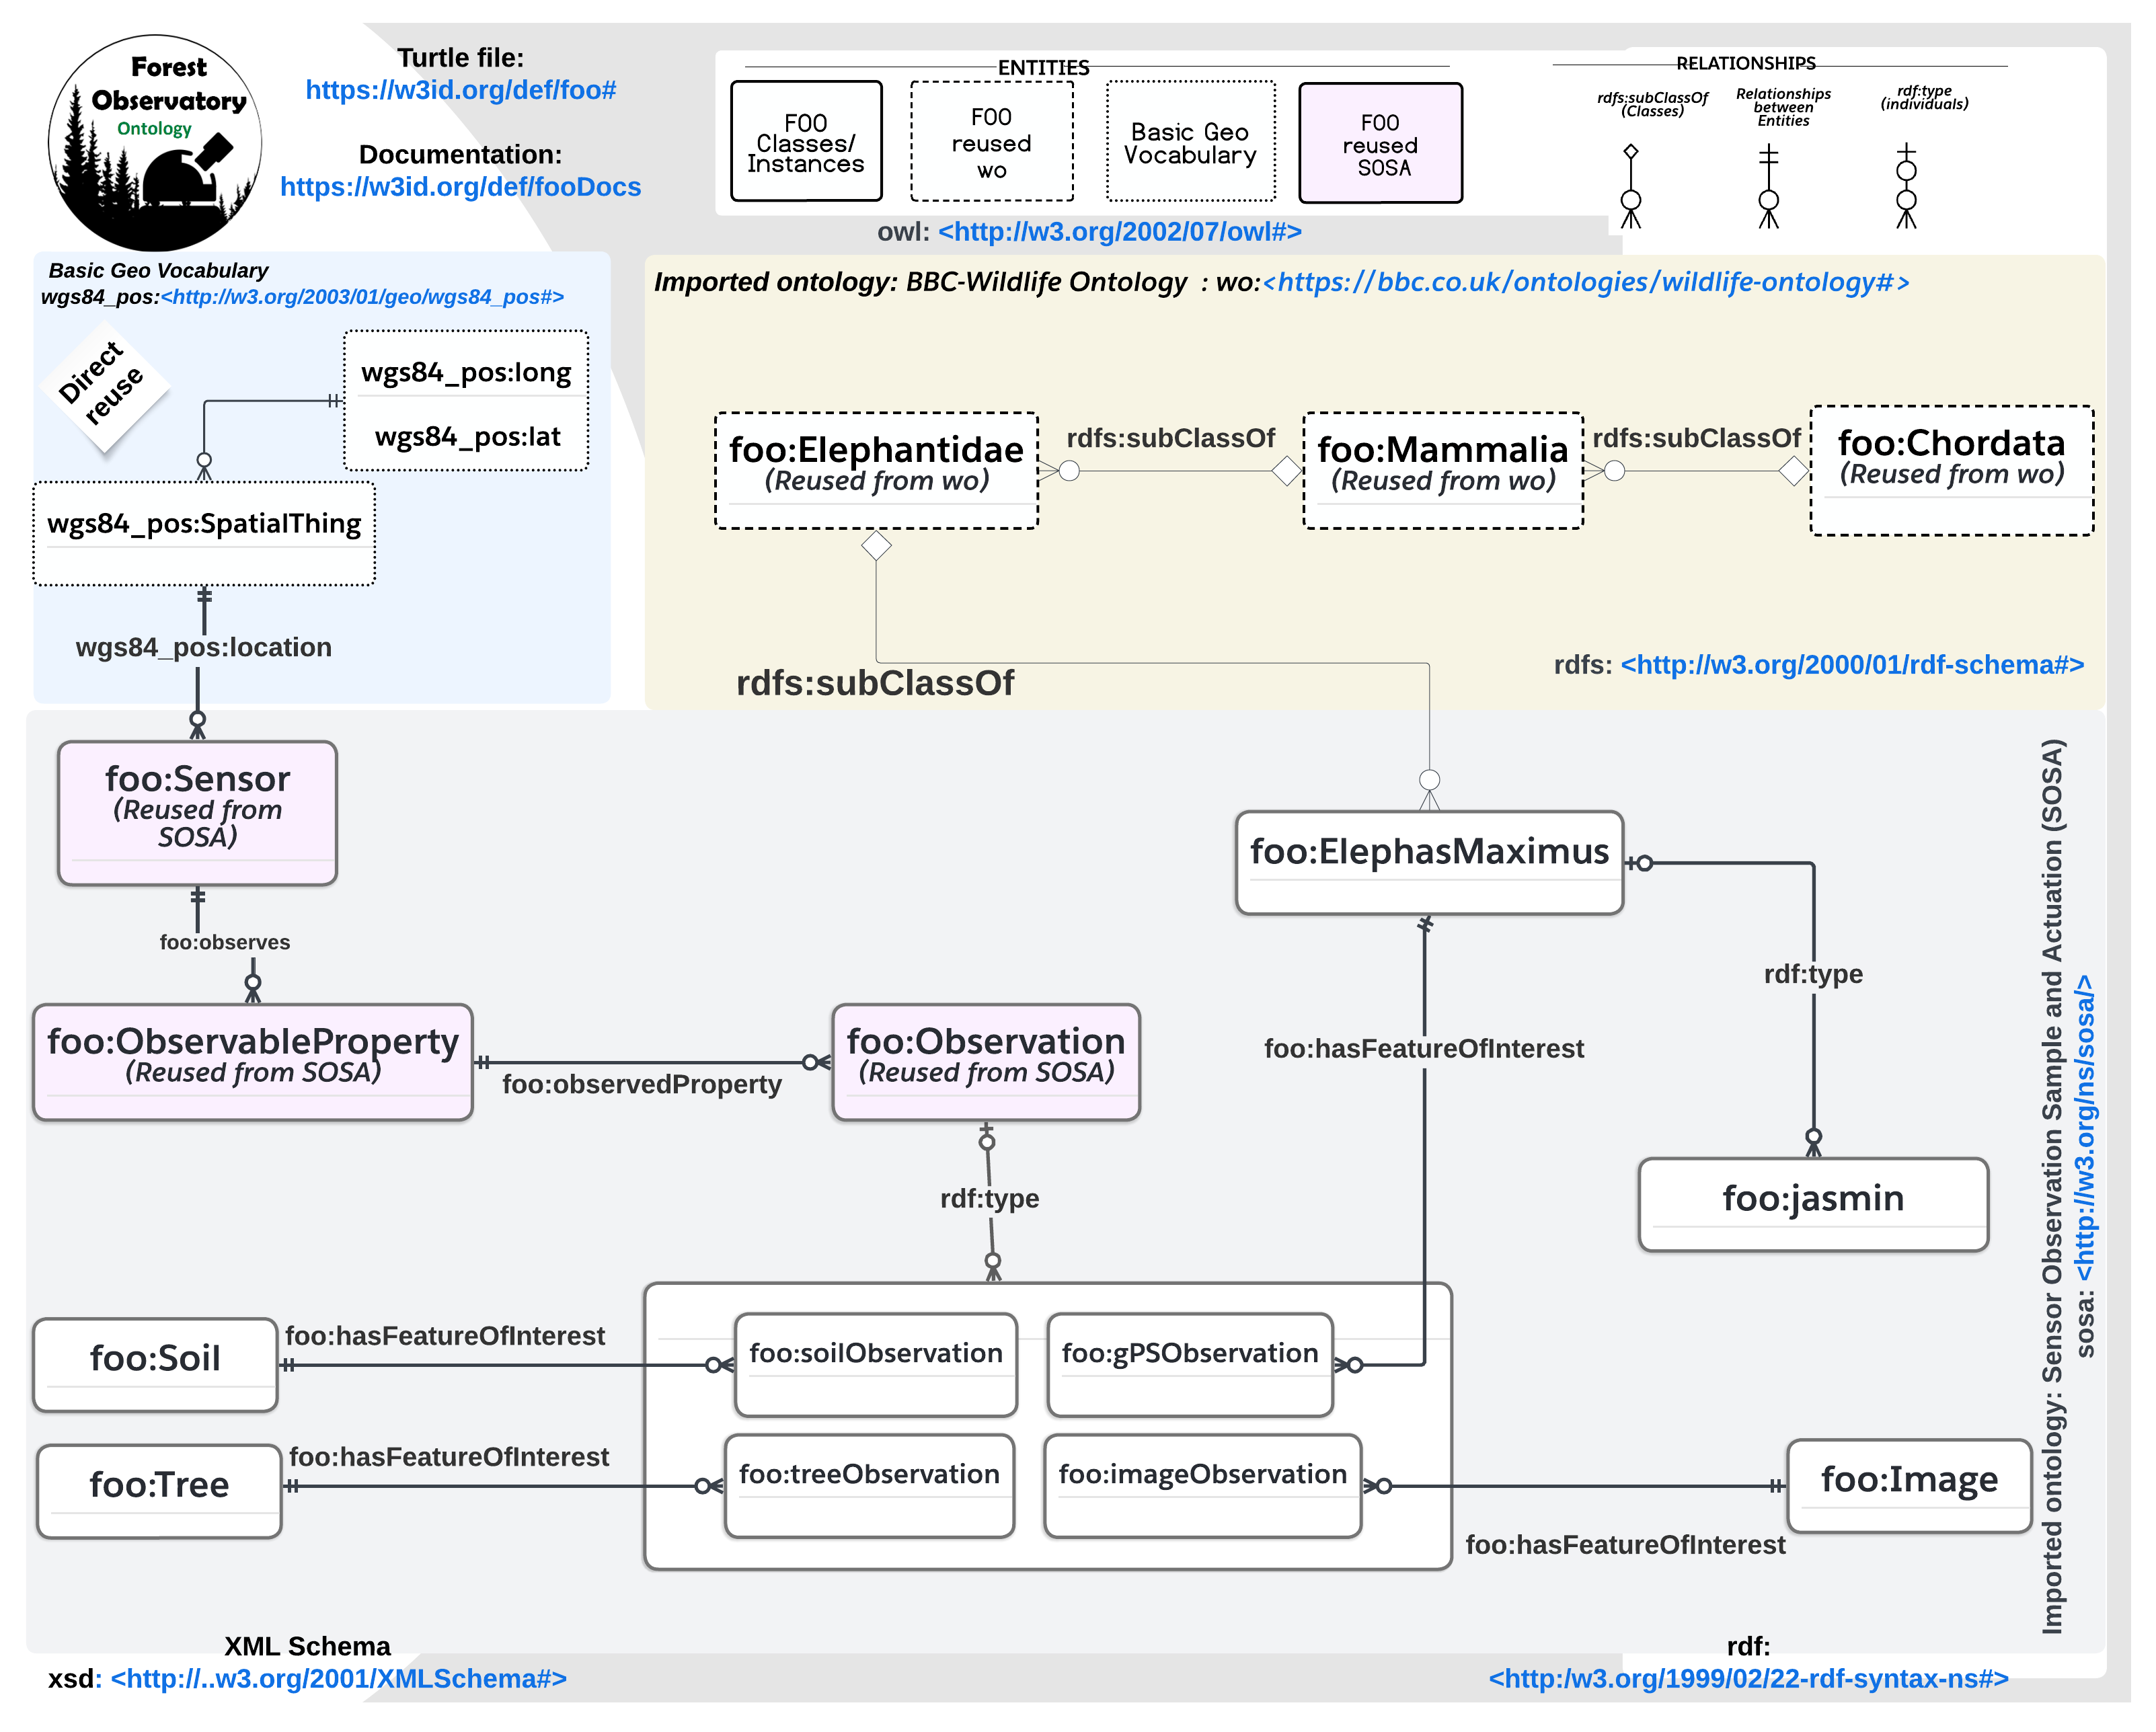 Forest
Observatory
Ontology
Turtle file:
https://w3id.org/def/foo#
Documentation:
https://w3id.org/def/fooDocs
ENTITIES
FOO
Classes/
Instances
FOO
reused
wo
Basic Geo
Vocabulary
FOO
reused
SOSA
owl: <http://w3.org/2002/07/owl#>
RELATIONSHIPS
rdfs:subClassOf
(Classes)
Relationships
between
Entities
rdf:type
(individuals)
Basic Geo Vocabulary
wgs84_pos:<http://w3.org/2003/01/geo/wgs84_pos#>
Direct
reuse
wgs84_pos:long
wgs84_pos:lat
wgs84_pos:SpatialThing
wgs84_pos:location
Imported ontology: BBC-Wildlife Ontology : wo:<https://bbc.co.uk/ontologies/wildlife-ontology#>
foo:Elephantidae
(Reused from wo)
rdfs:subClassOf
foo:Mammalia
(Reused from wo)
rdfs:subClassOf
foo:Chordata
(Reused from wo)
rdfs:subClassOf
rdfs: <http://w3.org/2000/01/rdf-schema#>
foo:Sensor
(Reused from
SOSA)
foo:observes
foo:ElephasMaximus
rdf:type
foo:hasFeatureOfInterest
foo:ObservableProperty
(Reused from SOSA)
foo:observedProperty
foo:Observation
(Reused from SOSA)
rdf:type
foo:jasmin
foo:Soil
foo:hasFeatureOfInterest
foo:soilObservation
foo:gPSObservation
foo:Tree
foo:hasFeatureOfInterest
foo:treeObservation
foo:imageObservation
foo:hasFeatureOfInterest
foo:Image
Imported ontology: Sensor Observation Sample and Actuation (SOSA)
sosa: <http://w3.org/ns/sosa/>
XML Schema
xsd: <http://..w3.org/2001/XMLSchema#>
rdf:
<http:/w3.org/1999/02/22-rdf-syntax-ns#>